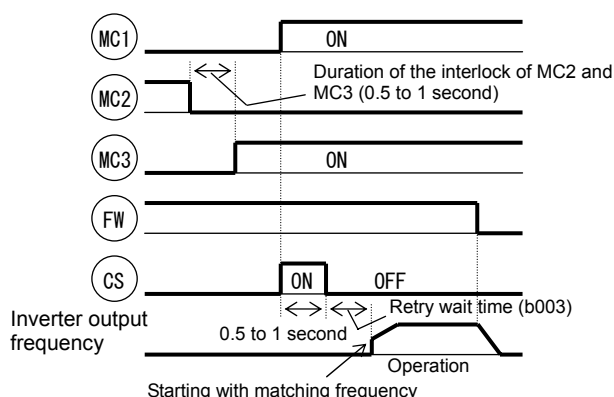 MC1
ON
Duration of the interlock of MC2 and
MC3 (0.5 to 1 second)
MC2
MC3
ON
FW
CS
ON
OFF
Retry wait time (b003)
Inverter output
frequency
0.5 to 1 second
Operation
Starting with matching frequency